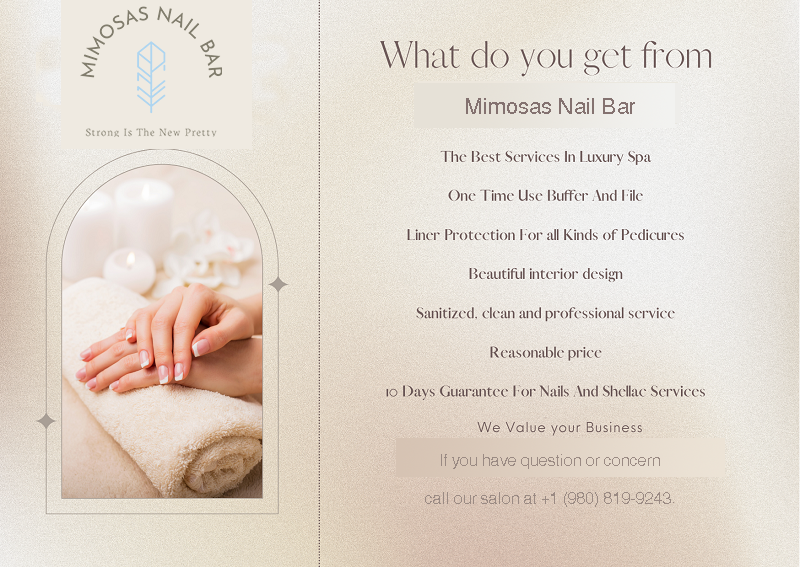 MIMOSAS NAIL BAR
Strong Is The New Pretty
What do you get from
Mimosas Nail Bar
The Best Services In Luxury Spa
One Time Use Buffer And File
Liner Protection For all Kinds of Pedicures
Beautiful interior design
Sanitized, clean and professional service
Reasonable price
10 Days Guarantee For Nails And Shellac Services
We Value your Business
If you have question or concern
call our salon at +1 (980) 819-9243.